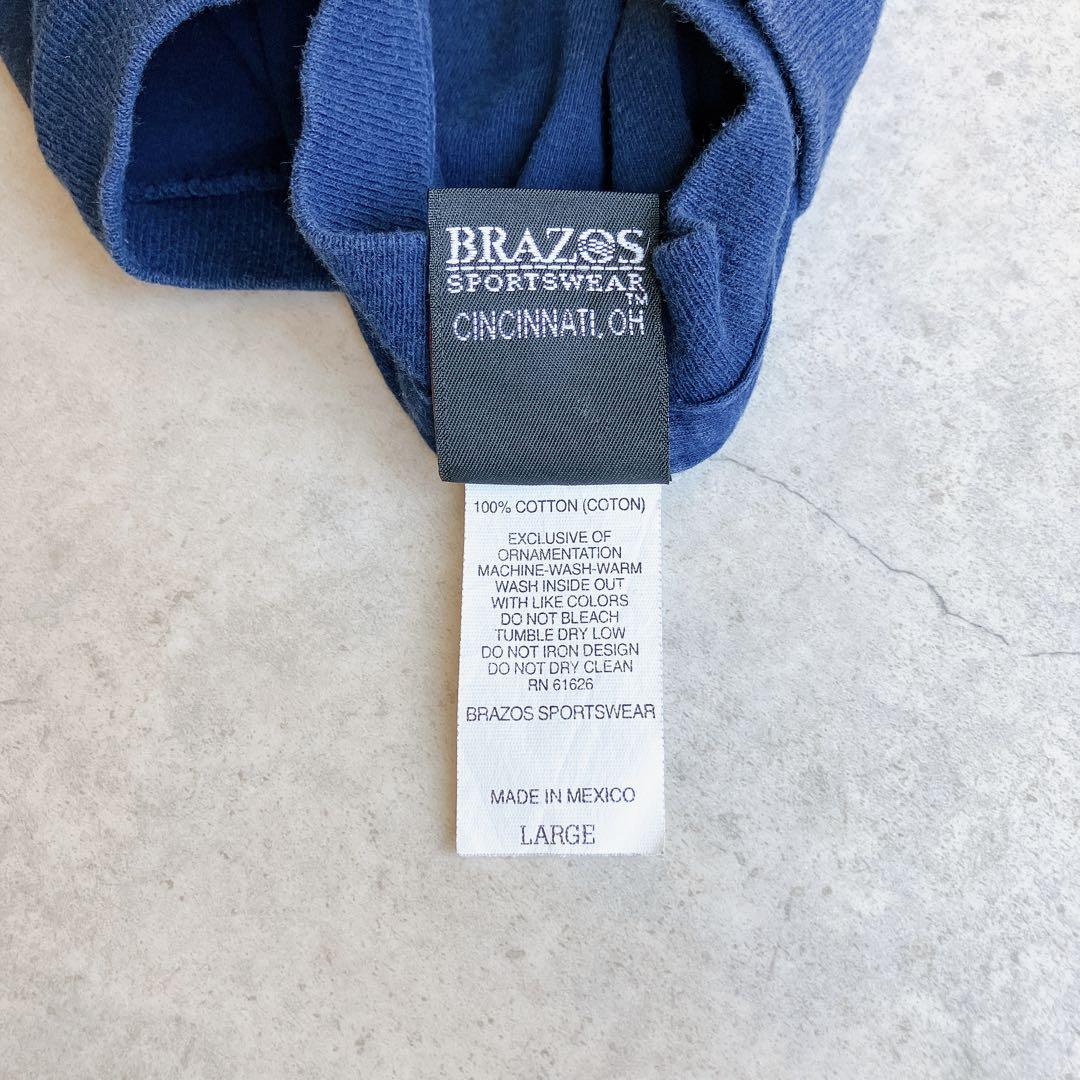 BRAZOS
SPORTSWEAR
TM
CINCINNATI, OH
100% COTTON (COTON)
EXCLUSIVE OF
ORNAMENTATION
MACHINE-WASH-WARM
WASH INSIDE OUT
WITH LIKE COLORS
DO NOT BLEACH
TUMBLE DRY LOW
DO NOT IRON DESIGN
DO NOT DRY CLEAN
RN 61626
BRAZOS SPORTSWEAR
MADE IN MEXICO
LARGE